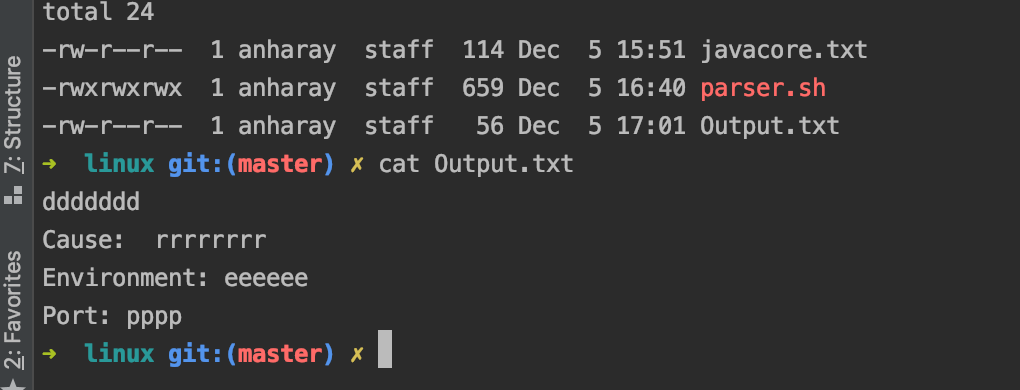 total 24
-rw-r--r--  1 anharay  staff  114 Dec  5 15:51 javacore.txt
-rwxrwxrwx  1 anharay  staff  659 Dec  5 16:40 parser.sh
-rw-r--r--  1 anharay  staff   56 Dec  5 17:01 Output.txt
➜  linux git:(master) ✗ cat Output.txt
ddddddd
Cause:  rrrrrrrr
Environment: eeeeee
Port: pppp
➜  linux git:(master) ✗
7: Structure
2: Favorites